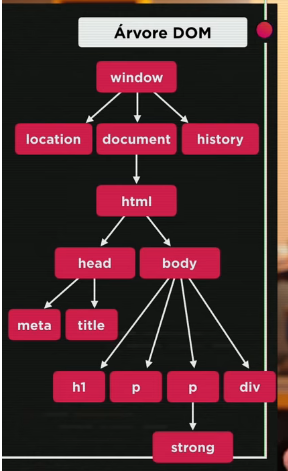 Árvore DOM
window
location document history
html
head body
meta title
h1 p p div
strong